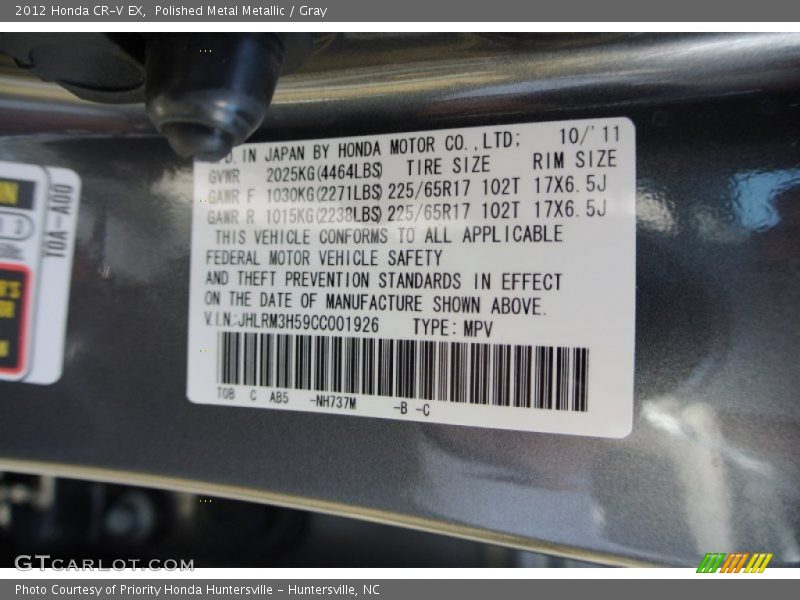 2012 Honda CR-V EX, Polished Metal Metallic / Gray
IN JAPAN BY HONDA MOTOR CO.,LTD; 10/'11
GVWR 2025KG(4464LBS) TIRE SIZE RIM SIZE
GAWR F 1030KG(2271LBS) 225/65R17 102T 17X6.5J
GAWR R 1015KG(2238LBS) 225/65R17 102T 17X6.5J
THIS VEHICLE CONFORMS TO ALL APPLICABLE
FEDERAL MOTOR VEHICLE SAFETY
AND THEFT PREVENTION STANDARDS IN EFFECT
ON THE DATE OF MANUFACTURE SHOWN ABOVE.
V.I.N.:JHLRM3H59CC001926 TYPE:MPV
T0B C AB5 -NH737M -B -C
T0A-A00
GTCARLOT.COM
Photo Courtesy of Priority Honda Huntersville - Huntersville, NC